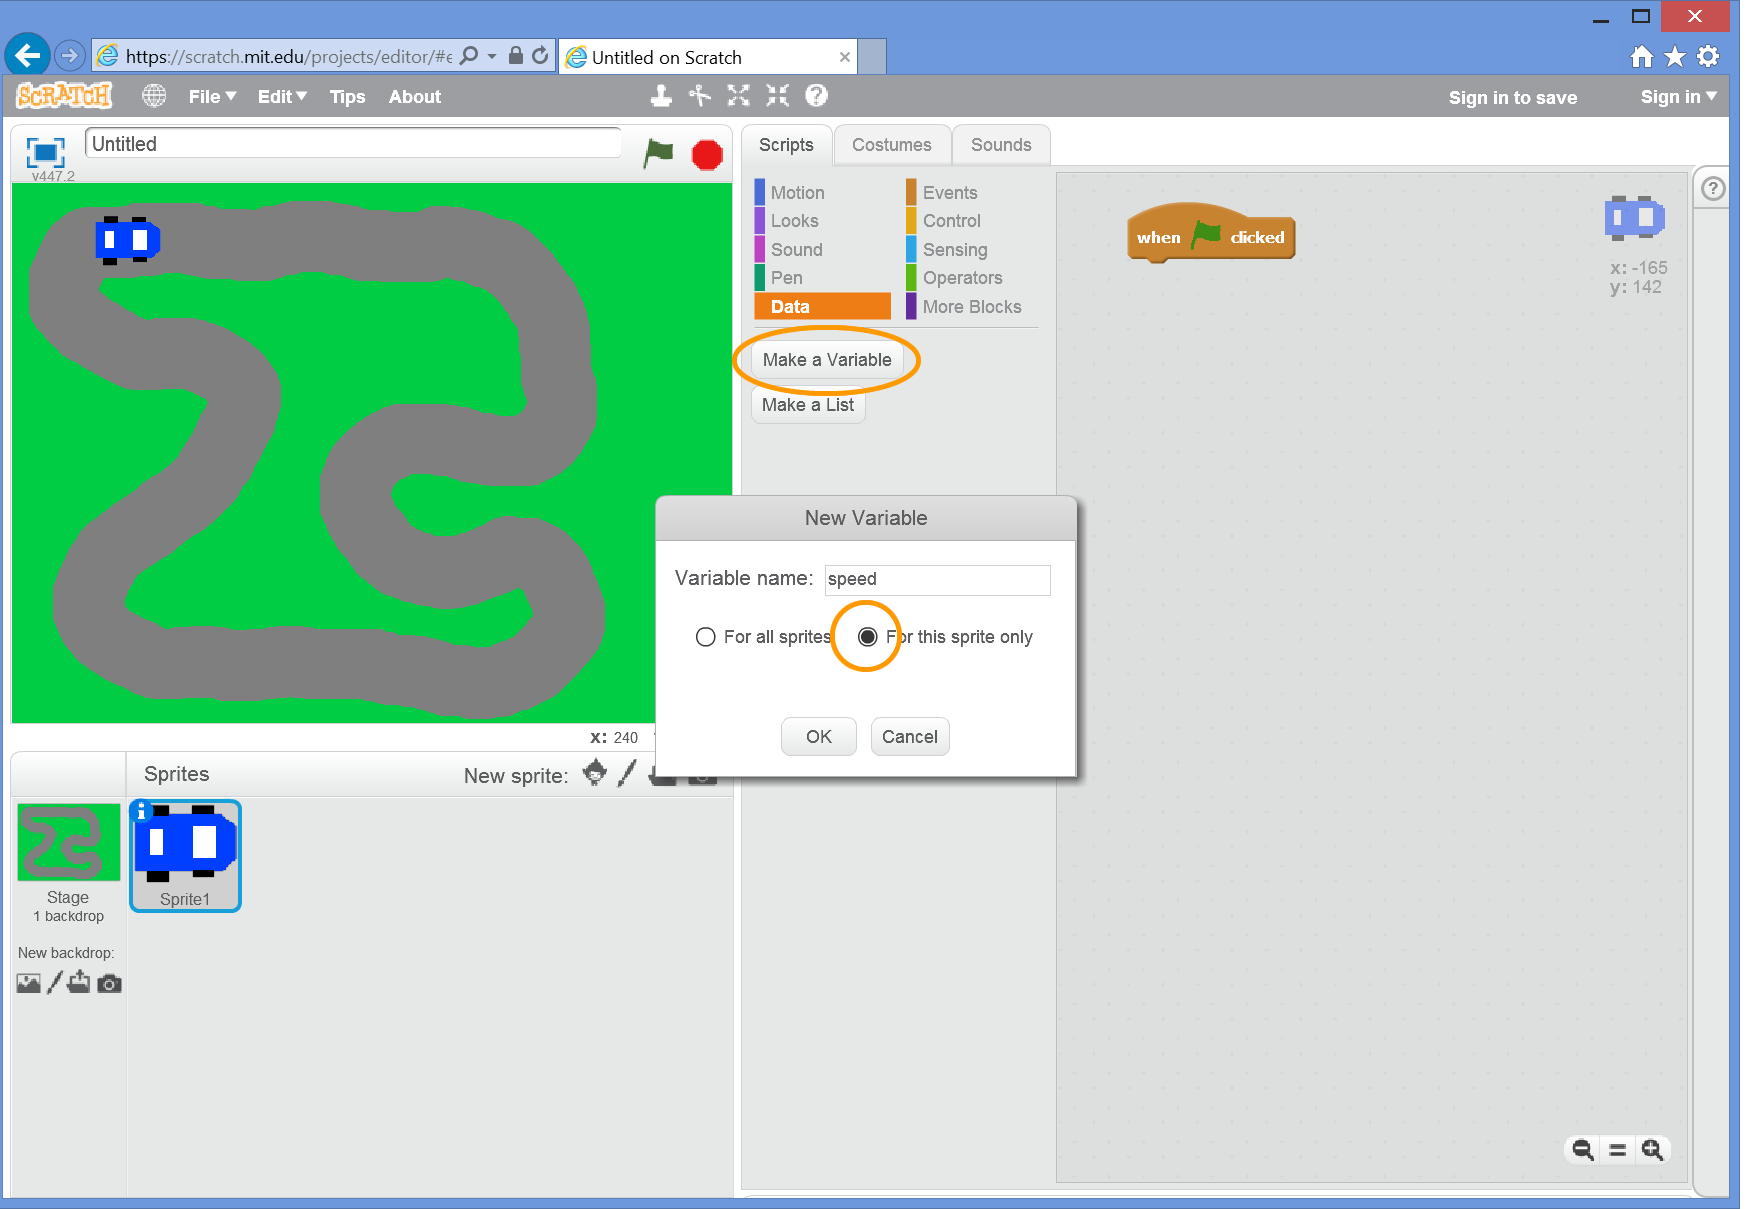 https://scratch.mit.edu/projects/editor/#e
Untitled on Scratch
SCRATCH
File
Edit
Tips
About
Sign in to save
Sign in
Untitled
v447.2
Scripts
Costumes
Sounds
Motion
Events
Looks
Control
Sound
Sensing
Pen
Operators
Data
More Blocks
Make a Variable
Make a List
when clicked
x: -165
y: 142
New Variable
Variable name: speed
For all sprites
For this sprite only
OK
Cancel
x: 240
Sprites
New sprite:
Sprite1
Stage
1 backdrop
New backdrop: